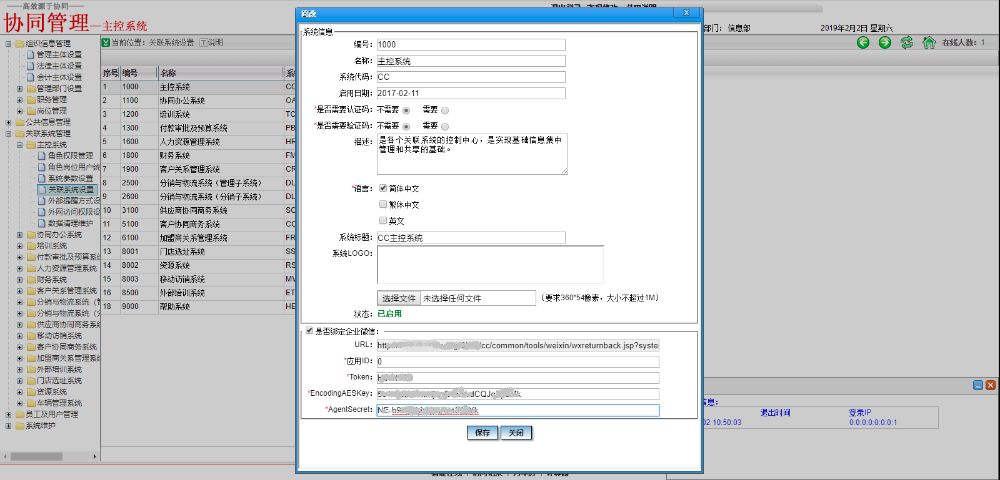 ——高效源于协同——
协同管理—主控系统
部门：信息部
2019年2月2日 星期六
当前位置：关联系统设置 说明
在线人数：1
组织信息管理
管理主体设置
法律主体设置
会计主体设置
管理部门设置
职务管理
岗位管理
公共信息管理
关联系统管理
主控系统
角色权限管理
角色岗位用户统
系统参数设置
关联系统设置
外部提醒方式设
外网访问权限设
数据清理维护
协同办公系统
培训系统
付款审批及预算系统
人力资源管理系统
财务系统
客户关系管理系统
分销与物流系统（管
分销与物流系统（分
供应商协同商务系统
移动访销系统
客户协同商务系统
加盟商关系管理系统
外部培训系统
门店选址系统
资源系统
车辆管理系统
员工及用户管理
系统维护
序号 编号 名称 系
1 1000 主控系统 CC
2 1100 协同办公系统 OA
3 1200 培训系统 TC
4 1300 付款审批及预算系统 PB
5 1600 人力资源管理系统 HR
6 1800 财务系统 FM
7 1900 客户关系管理系统 CR
8 2500 分销与物流系统（管理子系统） DL
9 2600 分销与物流系统（分销子系统） DL
10 3100 供应商协同商务系统 SC
11 5100 客户协同商务系统 CC
12 6100 加盟商关系管理系统 FR
13 8001 门店选址系统 SS
14 8002 资源系统 RS
15 8003 移动访销系统 MV
16 8500 外部培训系统 ET
18 9000 帮助系统 HE
修改
系统信息
编号：1000
名称：主控系统
系统代码：CC
启用日期：2017-02-11
*是否需要认证码：不需要 需要
*是否需要验证码：不需要 需要
描述：是各个关联系统的控制中心，是实现基础信息集中
管理和共享的基础。
*语言：简体中文
繁体中文
英文
系统标题：CC主控系统
系统LOGO：
选择文件 未选择任何文件 （要求360*54像素，大小不超过1M）
状态：已启用
是否绑定企业微信：
URL：http /cc/common/tools/weixin/wxreturnback.jsp?syste
*应用ID：0
*Token：
*EncodingAESKey：
*AgentSecret：
保存 关闭
信息：
退出时间 登录IP
02 10:50:03 0:0:0:0:0:0:0:1